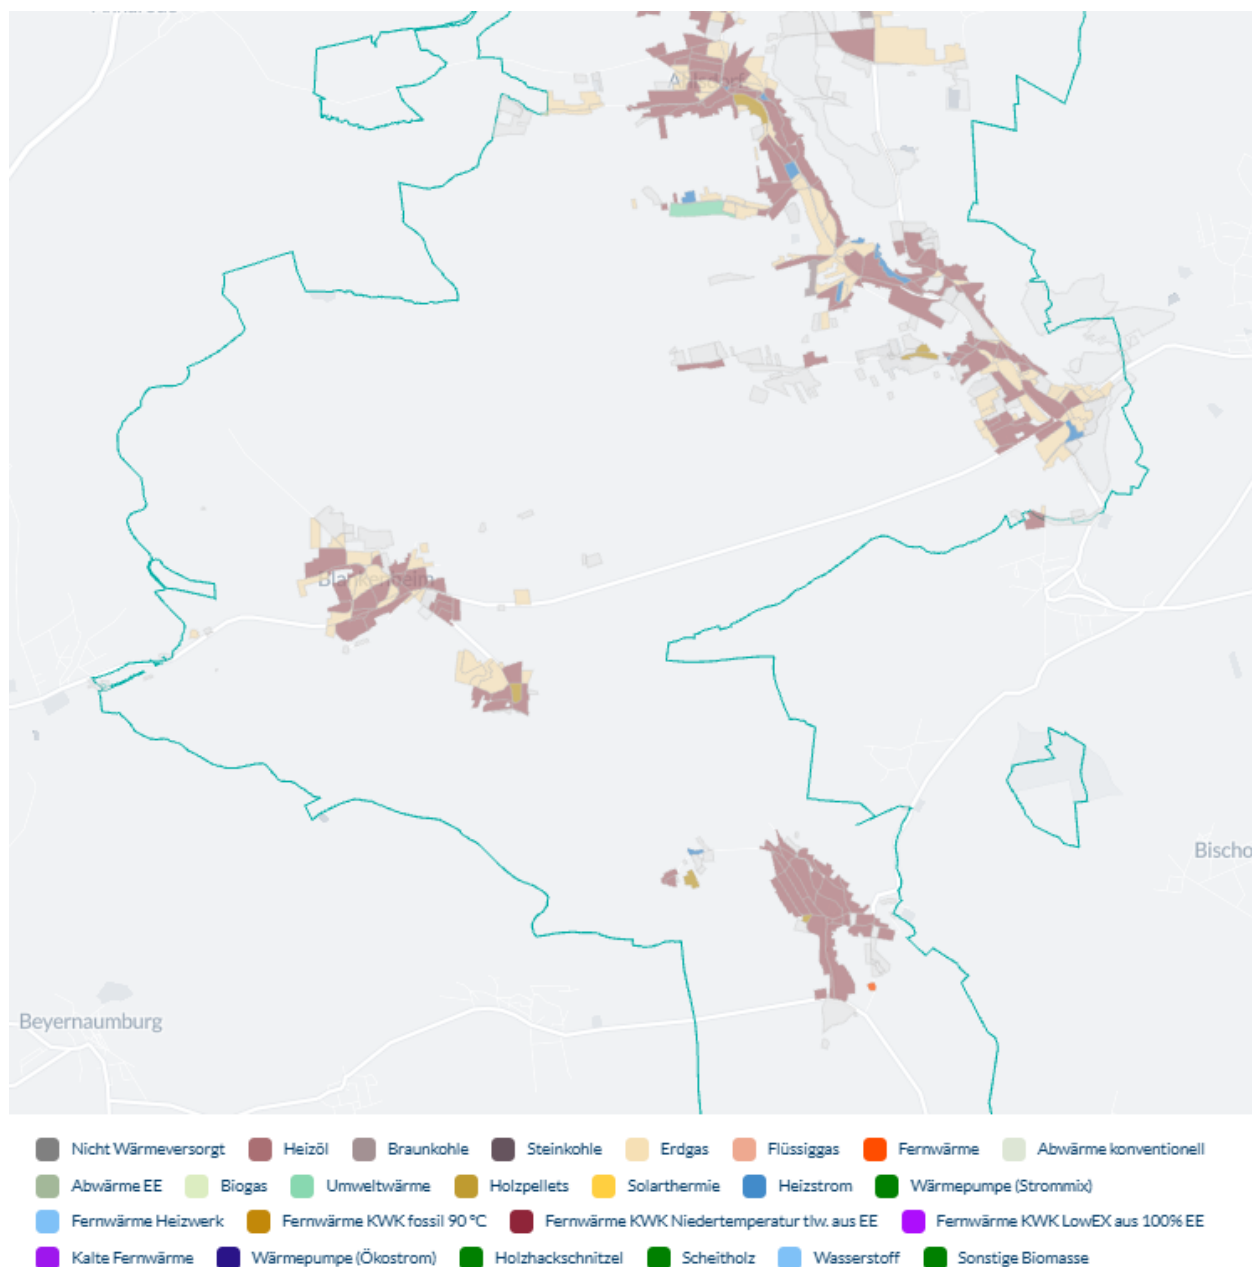 Ahlsdorf
Blankenheim
Bischo
Beyernaumburg
Nicht Wärmeversorgt Heizöl Braunkohle Steinkohle Erdgas Flüssiggas Fernwärme Abwärme konventionell
Abwärme EE Biogas Umweltwärme Holzpellets Solarthermie Heizstrom Wärmepumpe (Strommix)
Fernwärme Heizwerk Fernwärme KWK fossil 90 °C Fernwärme KWK Niedertemperatur tlw. aus EE Fernwärme KWK LowEX aus 100% EE
Kalte Fernwärme Wärmepumpe (Ökostrom) Holzhackschnitzel Scheitholz Wasserstoff Sonstige Biomasse